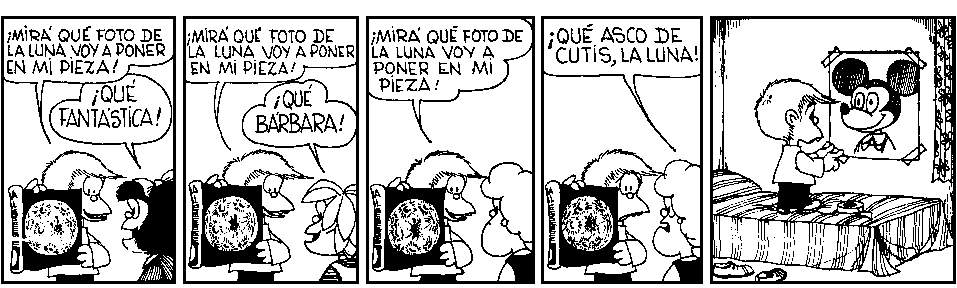 ¡MIRÁ QUÉ FOTO DE
LA LUNA VOY A PONER
EN MI PIEZA!
¡QUÉ
FANTÁSTICA!
¡MIRÁ QUÉ FOTO DE
LA LUNA VOY A PONER
EN MI PIEZA!
¡QUÉ
BÁRBARA!
¡MIRÁ QUÉ FOTO DE
LA LUNA VOY A
PONER EN MI
PIEZA!
¡QUÉ ASCO DE
CUTIS, LA LUNA!